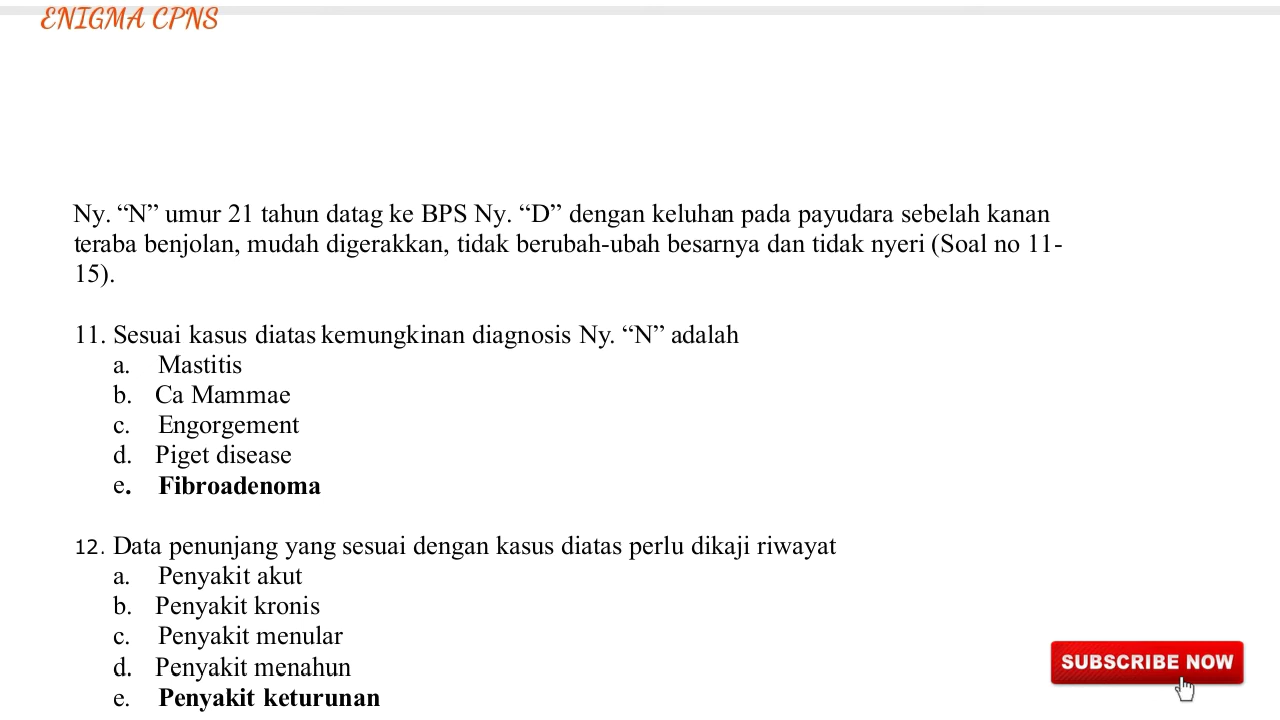 ENIGMA CPNS
Ny. “N” umur 21 tahun datag ke BPS Ny. “D” dengan keluhan pada payudara sebelah kanan
teraba benjolan, mudah digerakkan, tidak berubah-ubah besarnya dan tidak nyeri (Soal no 11-
15).
11. Sesuai kasus diatas kemungkinan diagnosis Ny. “N” adalah
a. Mastitis
b. Ca Mammae
c. Engorgement
d. Piget disease
e. Fibroadenoma
12. Data penunjang yang sesuai dengan kasus diatas perlu dikaji riwayat
a. Penyakit akut
b. Penyakit kronis
c. Penyakit menular
d. Penyakit menahun
e. Penyakit keturunan
SUBSCRIBE NOW